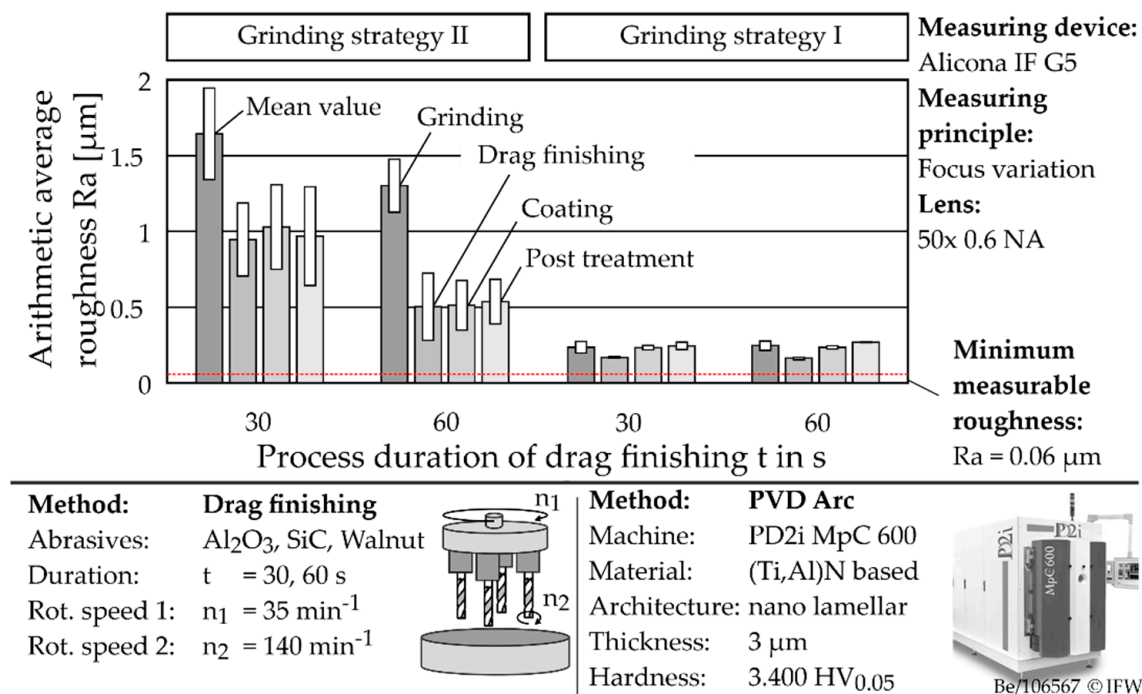 Grinding strategy II
Grinding strategy I
Measuring device:
Alicona IF G5
Measuring
principle:
Focus variation
Lens:
50x 0.6 NA
Arithmetic average
roughness Ra [µm]
2
1.5
1
0.5
0
Mean value
Grinding
Drag finishing
Coating
Post treatment
30
60
30
60
Process duration of drag finishing t in s
Minimum
measurable
roughness:
Ra = 0.06 µm
Method: Drag finishing
Abrasives: Al₂O₃, SiC, Walnut
Duration: t = 30, 60 s
Rot. speed 1: n₁ = 35 min⁻¹
Rot. speed 2: n₂ = 140 min⁻¹
n₁
n₂
Method: PVD Arc
Machine: PD2i MpC 600
Material: (Ti,Al)N based
Architecture: nano lamellar
Thickness: 3 µm
Hardness: 3.400 HV₀.₀₅
P2i
P2i
MpC 600
Be/106567 © IFW